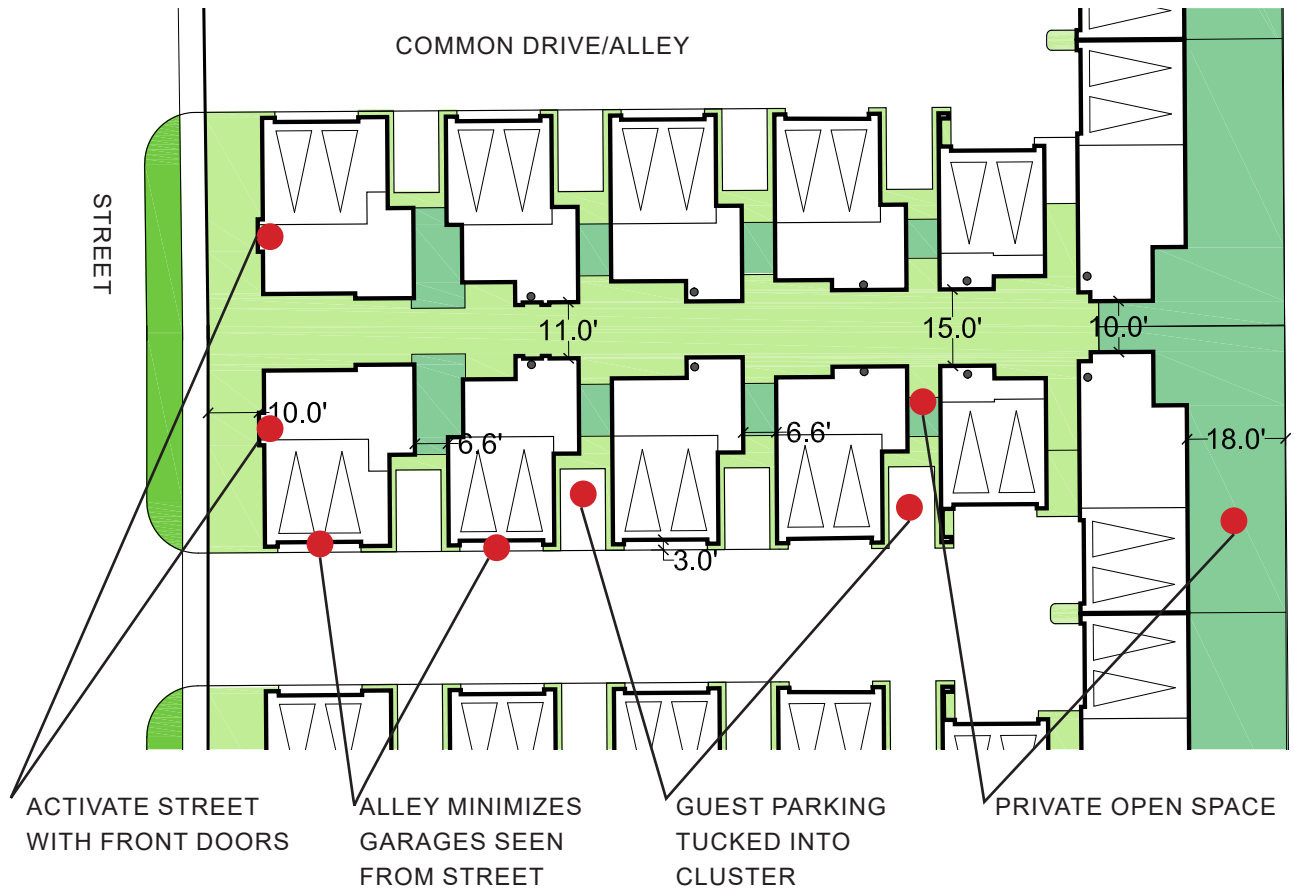 COMMON DRIVE/ALLEY
STREET
11.0'
15.0'
10.0'
10.0'
6.6'
6.6'
18.0'
3.0'
ACTIVATE STREET
WITH FRONT DOORS
ALLEY MINIMIZES
GARAGES SEEN
FROM STREET
GUEST PARKING
TUCKED INTO
CLUSTER
PRIVATE OPEN SPACE